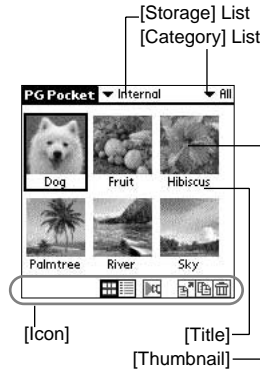 [Storage] List
[Category] List
PG Pocket Internal All
Dog Fruit Hibiscus
Palmtree River Sky
[Icon] [Title]
[Thumbnail]